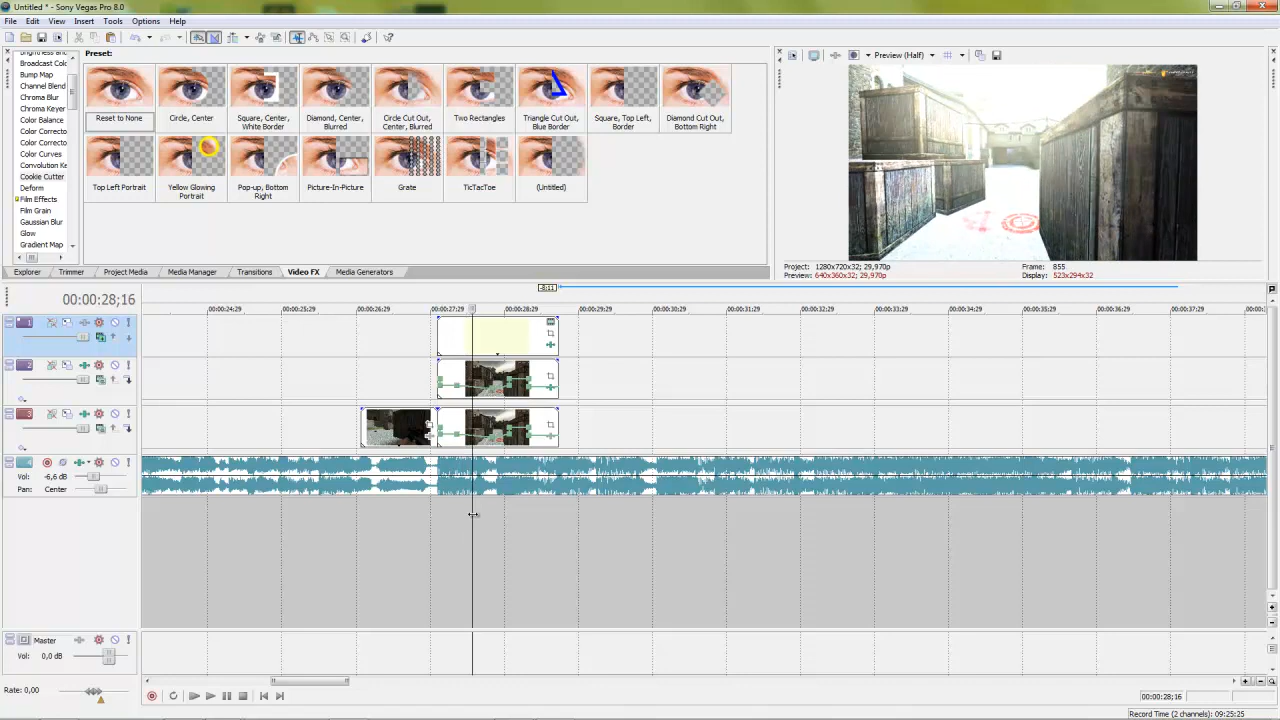 Untitled * - Sony Vegas Pro 8.0
File Edit View Insert Tools Options Help
Preset:
Broadcast Colo
Bump Map
Channel Blend
Chroma Blur
Chroma Keyer
Color Balance
Color Correcto
Color Correcto
Color Curves
Convolution Ke
Cookie Cutter
Deform
Film Effects
Film Grain
Gaussian Blur
Glow
Gradient Map
Reset to None
Circle, Center
Square, Center, White Border
Diamond, Center, Blurred
Circle Cut Out, Center, Blurred
Two Rectangles
Triangle Cut Out, Blue Border
Square, Top Left, Border
Diamond Cut Out, Bottom Right
Top Left Portrait
Yellow Glowing Portrait
Pop-up, Bottom Right
Picture-In-Picture
Grate
TicTacToe
(Untitled)
Preview (Half)
Project: 1280x720x32; 29,970p
Frame: 855
Preview: 640x360x32; 29,970p
Display: 523x294x32
Explorer Trimmer Project Media Media Manager Transitions Video FX Media Generators
00:00:28;16
-8:11
00:00:24:29 00:00:25:29 00:00:26:29 00:00:27:29 00:00:28:29 00:00:29:29 00:00:30:29 00:00:31:29 00:00:32:29 00:00:33:29 00:00:34:29 00:00:35:29 00:00:36:29 00:00:37:29
Vol: -6,6 dB
Pan: Center
Master
Vol: 0,0 dB
Rate: 0,00
00:00:28;16
Record Time (2 channels): 09:25:25